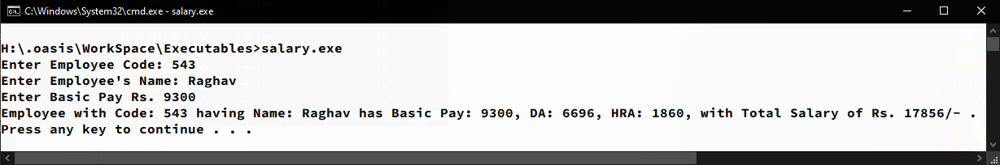 C:\Windows\System32\cmd.exe - salary.exe
H:\.oasis\WorkSpace\Executables>salary.exe
Enter Employee Code: 543
Enter Employee's Name: Raghav
Enter Basic Pay Rs. 9300
Employee with Code: 543 having Name: Raghav has Basic Pay: 9300, DA: 6696, HRA: 1860, with Total Salary of Rs. 17856/- .
Press any key to continue . . .